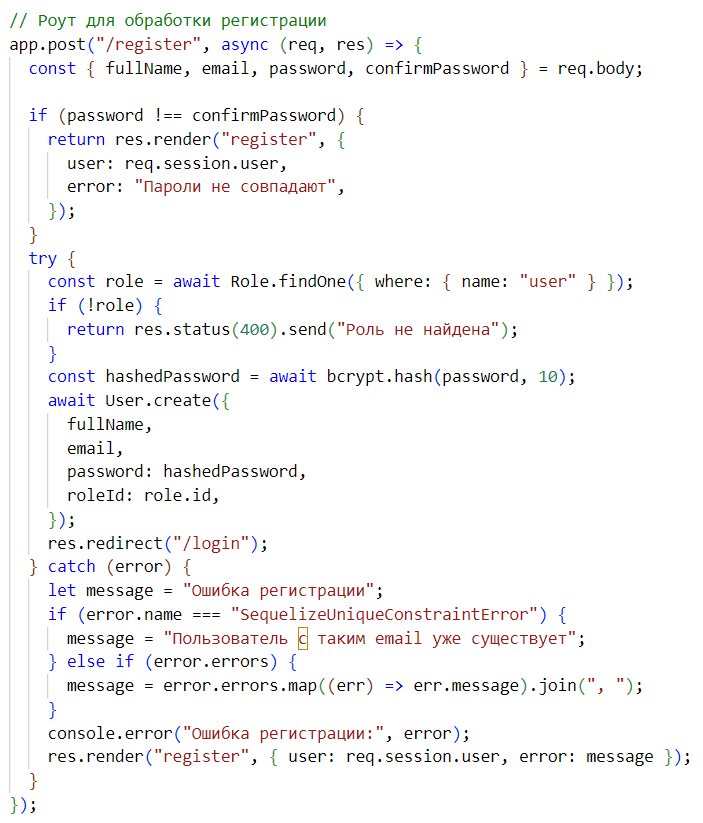 // Роут для обработки регистрации
app.post("/register", async (req, res) => {
  const { fullName, email, password, confirmPassword } = req.body;

  if (password !== confirmPassword) {
    return res.render("register", {
      user: req.session.user,
      error: "Пароли не совпадают",
    });
  }
  try {
    const role = await Role.findOne({ where: { name: "user" } });
    if (!role) {
      return res.status(400).send("Роль не найдена");
    }
    const hashedPassword = await bcrypt.hash(password, 10);
    await User.create({
      fullName,
      email,
      password: hashedPassword,
      roleId: role.id,
    });
    res.redirect("/login");
  } catch (error) {
    let message = "Ошибка регистрации";
    if (error.name === "SequelizeUniqueConstraintError") {
      message = "Пользователь с таким email уже существует";
    } else if (error.errors) {
      message = error.errors.map((err) => err.message).join(", ");
    }
    console.error("Ошибка регистрации:", error);
    res.render("register", { user: req.session.user, error: message });
  }
});